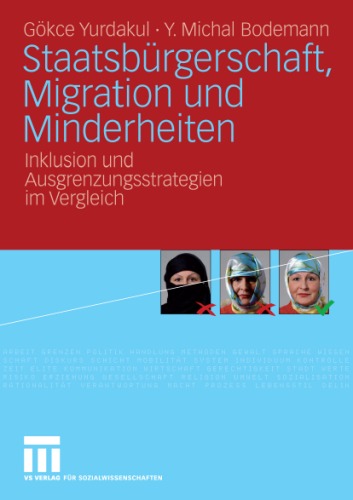 Gökce Yurdakul · Y. Michal Bodemann
Staatsbürgerschaft,
Migration und
Minderheiten
Inklusion und
Ausgrenzungsstrategien
im Vergleich
VS VERLAG FÜR SOZIALWISSENSCHAFTEN